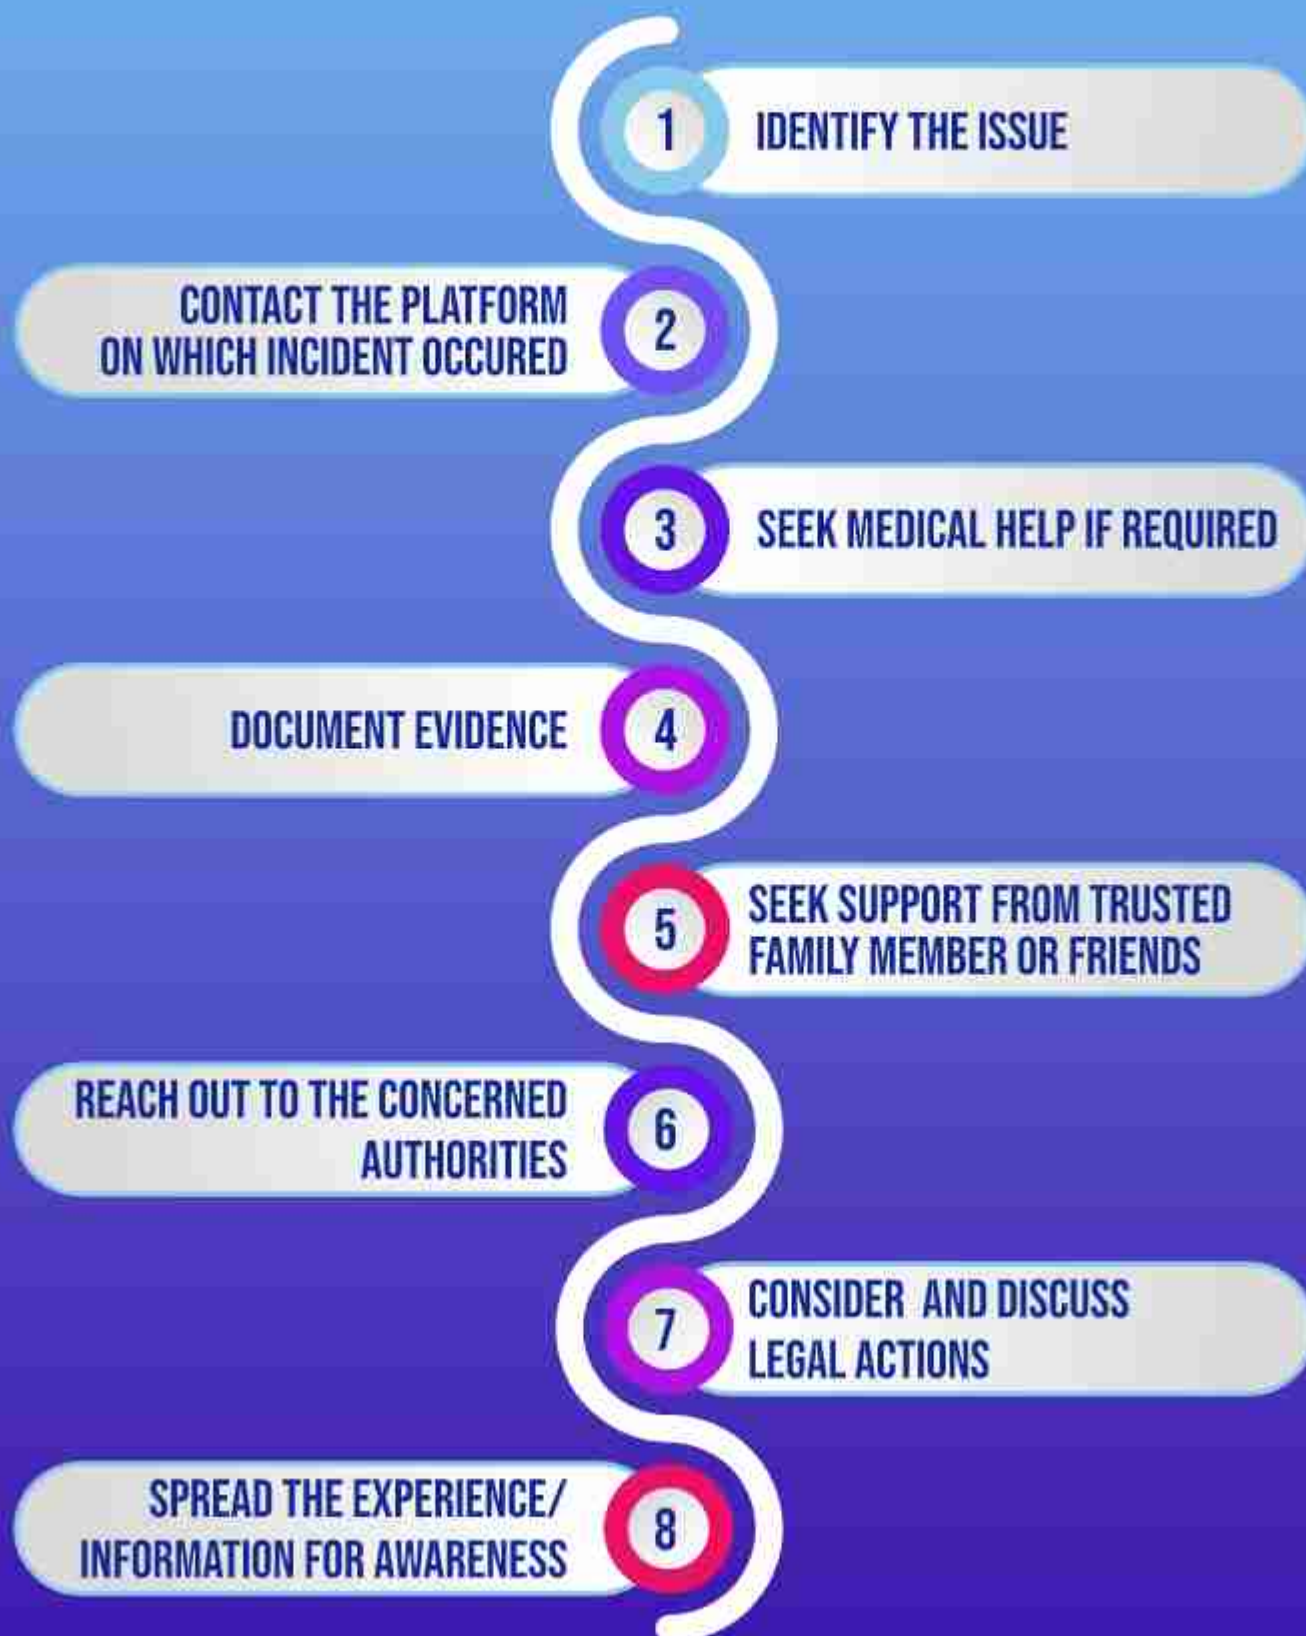 1
IDENTIFY THE ISSUE
CONTACT THE PLATFORM
ON WHICH INCIDENT OCCURED
2
3
SEEK MEDICAL HELP IF REQUIRED
DOCUMENT EVIDENCE
4
5
SEEK SUPPORT FROM TRUSTED
FAMILY MEMBER OR FRIENDS
REACH OUT TO THE CONCERNED
AUTHORITIES
6
7
CONSIDER AND DISCUSS
LEGAL ACTIONS
SPREAD THE EXPERIENCE/
INFORMATION FOR AWARENESS
8